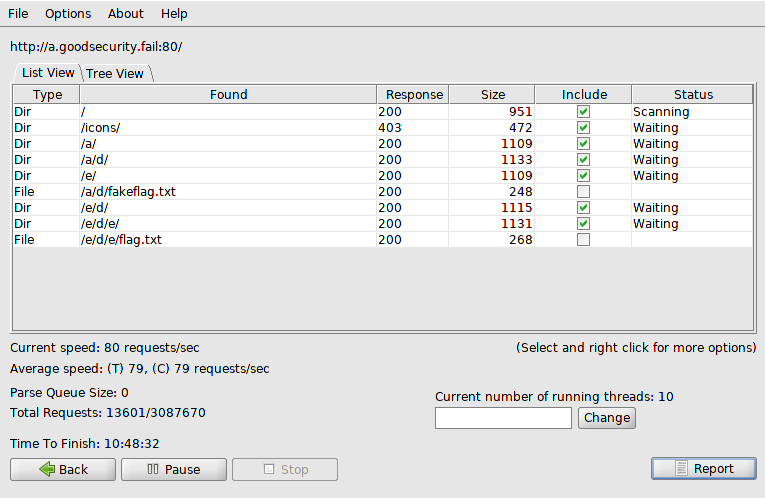 File Options About Help
http://a.goodsecurity.fail:80/
List View Tree View
Type Found Response Size Include Status
Dir / 200 951 Scanning
Dir /icons/ 403 472 Waiting
Dir /a/ 200 1109 Waiting
Dir /a/d/ 200 1133 Waiting
Dir /e/ 200 1109 Waiting
File /a/d/fakeflag.txt 200 248
Dir /e/d/ 200 1115 Waiting
Dir /e/d/e/ 200 1131 Waiting
File /e/d/e/flag.txt 200 268
Current speed: 80 requests/sec (Select and right click for more options)
Average speed: (T) 79, (C) 79 requests/sec
Parse Queue Size: 0
Current number of running threads: 10
Total Requests: 13601/3087670
Change
Time To Finish: 10:48:32
Back Pause Stop Report